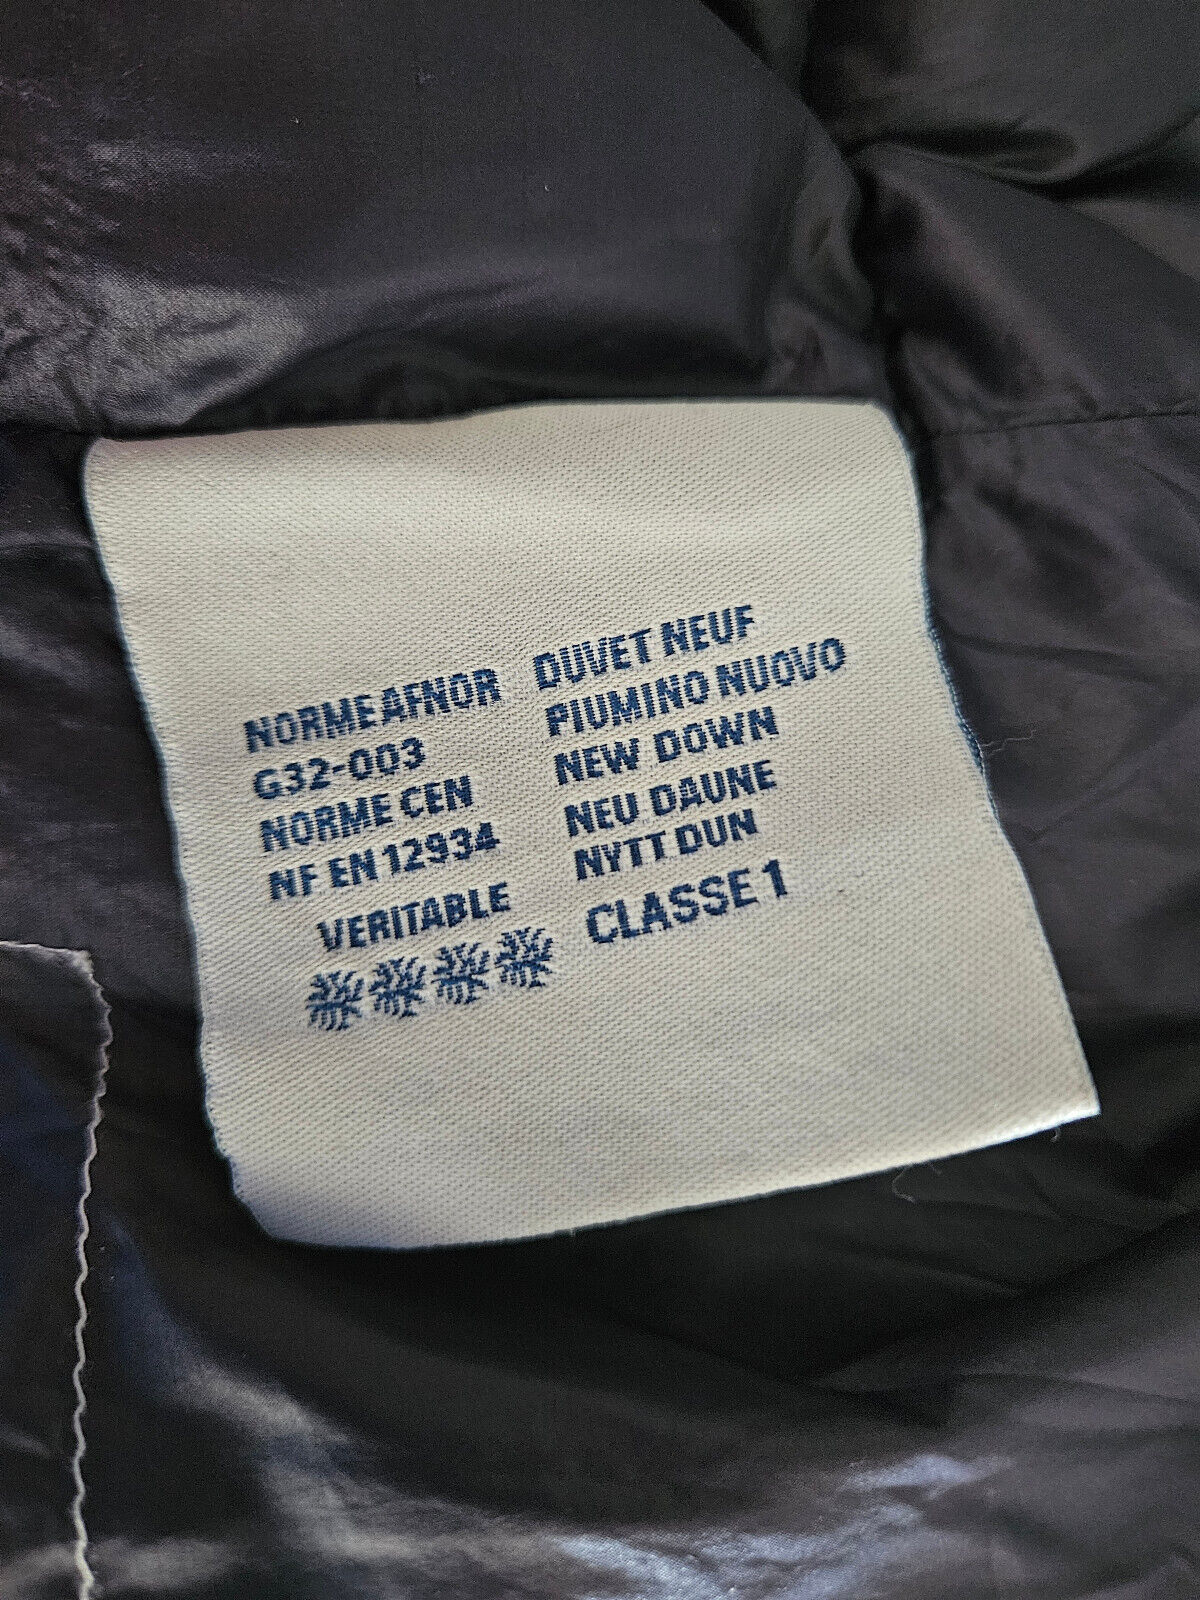 NORME AFNOR
G32-003
NORME CEN
NF EN 12934
VERITABLE
DUVET NEUF
PIUMINO NUOVO
NEW DOWN
NEU DAUNE
NYTT DUN
CLASSE 1